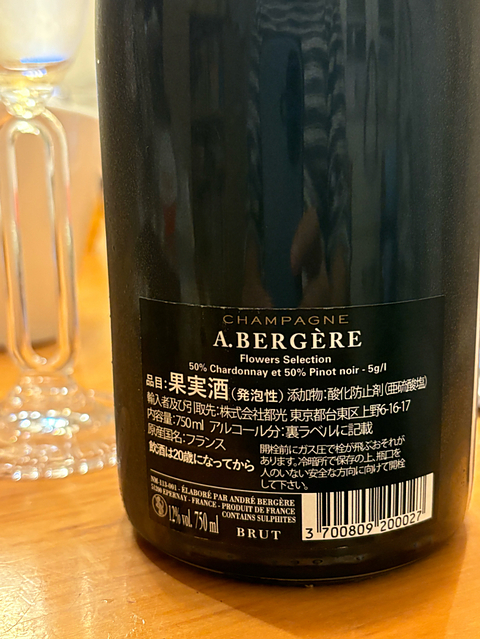 CHAMPAGNE
A.BERGÈRE
Flowers Selection
50% Chardonnay et 50% Pinot noir - 5g/l
品目:果実酒(発泡性) 添加物:酸化防止剤(亜硫酸塩)
輸入者及び引取先:株式会社都光 東京都台東区上野6-16-17
内容量:750ml アルコール分:裏ラベルに記載
原産国名:フランス
飲酒は20歳になってから
開栓前にガス圧で栓が飛ぶおそれが
あります。冷暗所で保存の上、瓶口を
人のいない安全な方向に向けて開栓
して下さい。
NM-113-001 - ÉLABORÉ PAR ANDRÉ BERGÈRE
51200 EPERNAY - FRANCE - PRODUIT DE FRANCE
CONTAINS SULPHITES
12% vol. 750 ml
BRUT
3 700809 200027